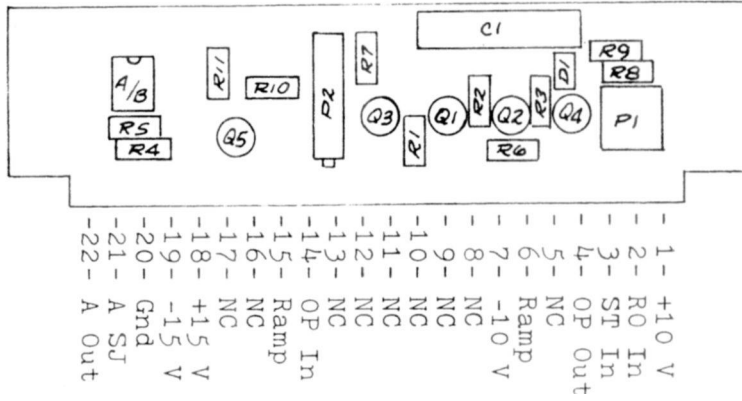 C1
R9
R8
D1
R7
R11
A/B
R10
P2
R2
R3
P1
R5
R4
Q5
Q3
Q1
Q2
Q4
R1
R6
-1- +10 V
-2- RO In
-3- ST In
-4- OP Out
-5- NC
-6- Ramp
-7- -10 V
-8- NC
-9- NC
-10- NC
-11- NC
-12- NC
-13- NC
-14- OP In
-15- Ramp
-16- NC
-17- NC
-18- +15 V
-19- -15 V
-20- Gnd
-21- A SJ
-22- A Out